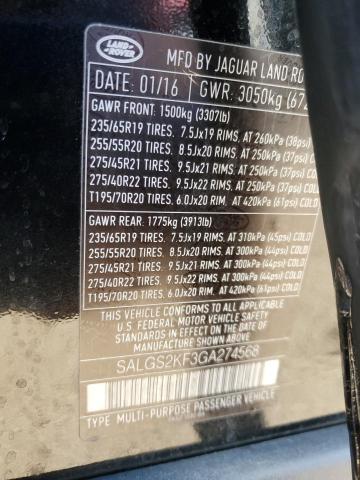 LAND-
ROVER
MFD BY JAGUAR LAND RO
DATE: 01/16 GWR: 3050kg (672
GAWR FRONT: 1500kg (3307lb)
235/65R19 TIRES. 7.5Jx19 RIMS, AT 260kPa (38psi)
255/55R20 TIRES. 8.5Jx20 RIMS, AT 250kPa (37psi) CO
275/45R21 TIRES. 9.5Jx21 RIMS, AT 250kPa (37psi) COLD
275/40R22 TIRES. 9.5Jx22 RIMS, AT 250kPa (37psi) COLD
T195/70R20 TIRES. 6.0Jx20 RIM, AT 420kPa (61psi) COLD
GAWR REAR: 1775kg (3913lb)
235/65R19 TIRES. 7.5Jx19 RIMS, AT 310kPa (45psi) COLD
255/55R20 TIRES. 8.5Jx20 RIMS, AT 300kPa (44psi) COLD
275/45R21 TIRES. 9.5Jx21 RIMS, AT 300kPa (44psi) COLD
275/40R22 TIRES. 9.5Jx22 RIMS, AT 300kPa (44psi) COLD
T195/70R20 TIRES. 6.0Jx20 RIM, AT 420kPa (61psi) COLD
THIS VEHICLE CONFORMS TO ALL APPLICABLE
U.S. FEDERAL MOTOR VEHICLE SAFETY STANDARDS
IN EFFECT ON THE DATE OF
MANUFACTURE SHOWN ABOVE.
SALGS2KF3GA274568
TYPE: MULTI-PURPOSE PASSENGER VEHICLE